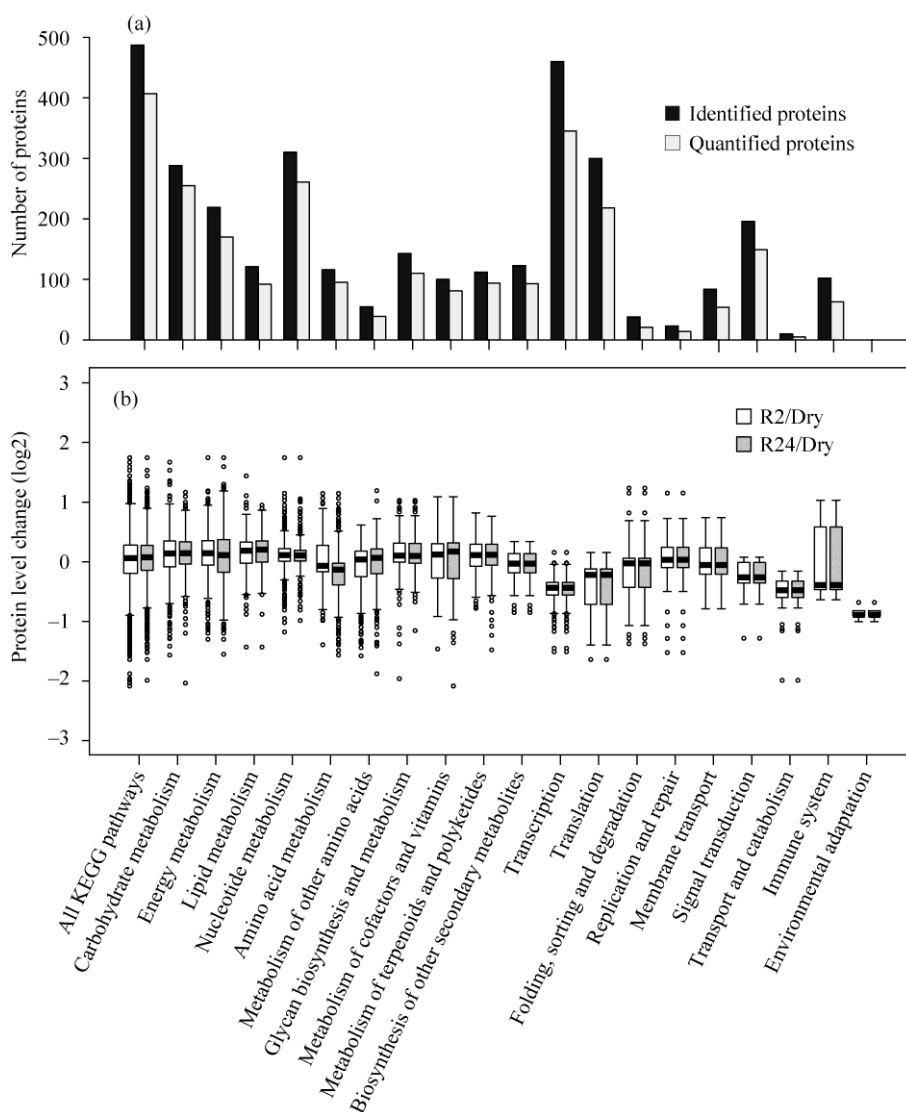 (a)
500
400
300
200
100
0
Number of proteins
Identified proteins
Quantified proteins
(b)
3
2
1
0
−1
−2
−3
Protein level change (log2)
R2/Dry
R24/Dry
All KEGG pathways
Carbohydrate metabolism
Energy metabolism
Lipid metabolism
Nucleotide metabolism
Amino acid metabolism
Metabolism of other amino acids
Glycan biosynthesis and metabolism
Metabolism of cofactors and vitamins
Metabolism of terpenoids and polyketides
Biosynthesis of other secondary metabolites
Transcription
Translation
Folding, sorting and degradation
Replication and repair
Membrane transport
Signal transduction
Transport and catabolism
Immune system
Environmental adaptation